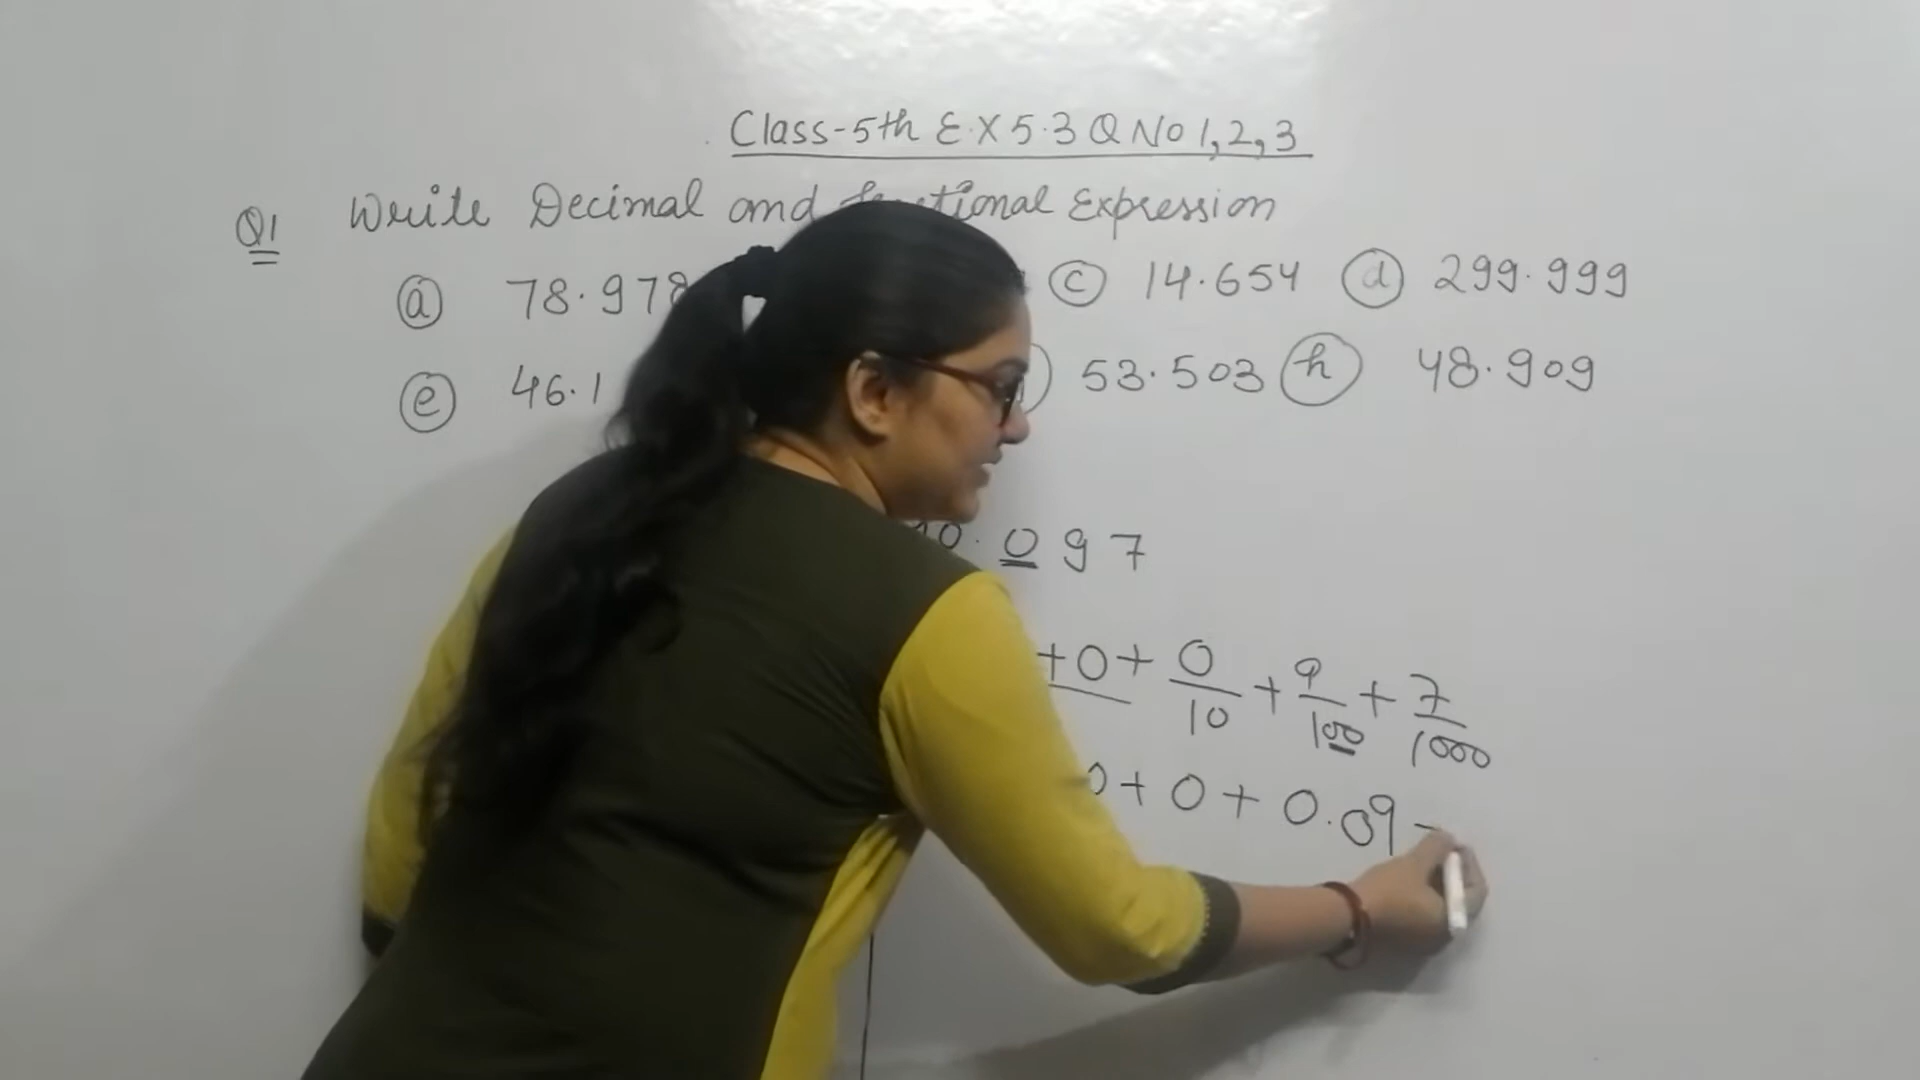 Class-5th E.X 5.3 Q No 1,2,3
Q1 Write Decimal and Expression
a 78.978 c 14.654 d 299.999
e 46.1 53.503 h 48.909
0.097
+0+ 0/10 + 9/100 + 7/1000
0 + 0 + 0.09